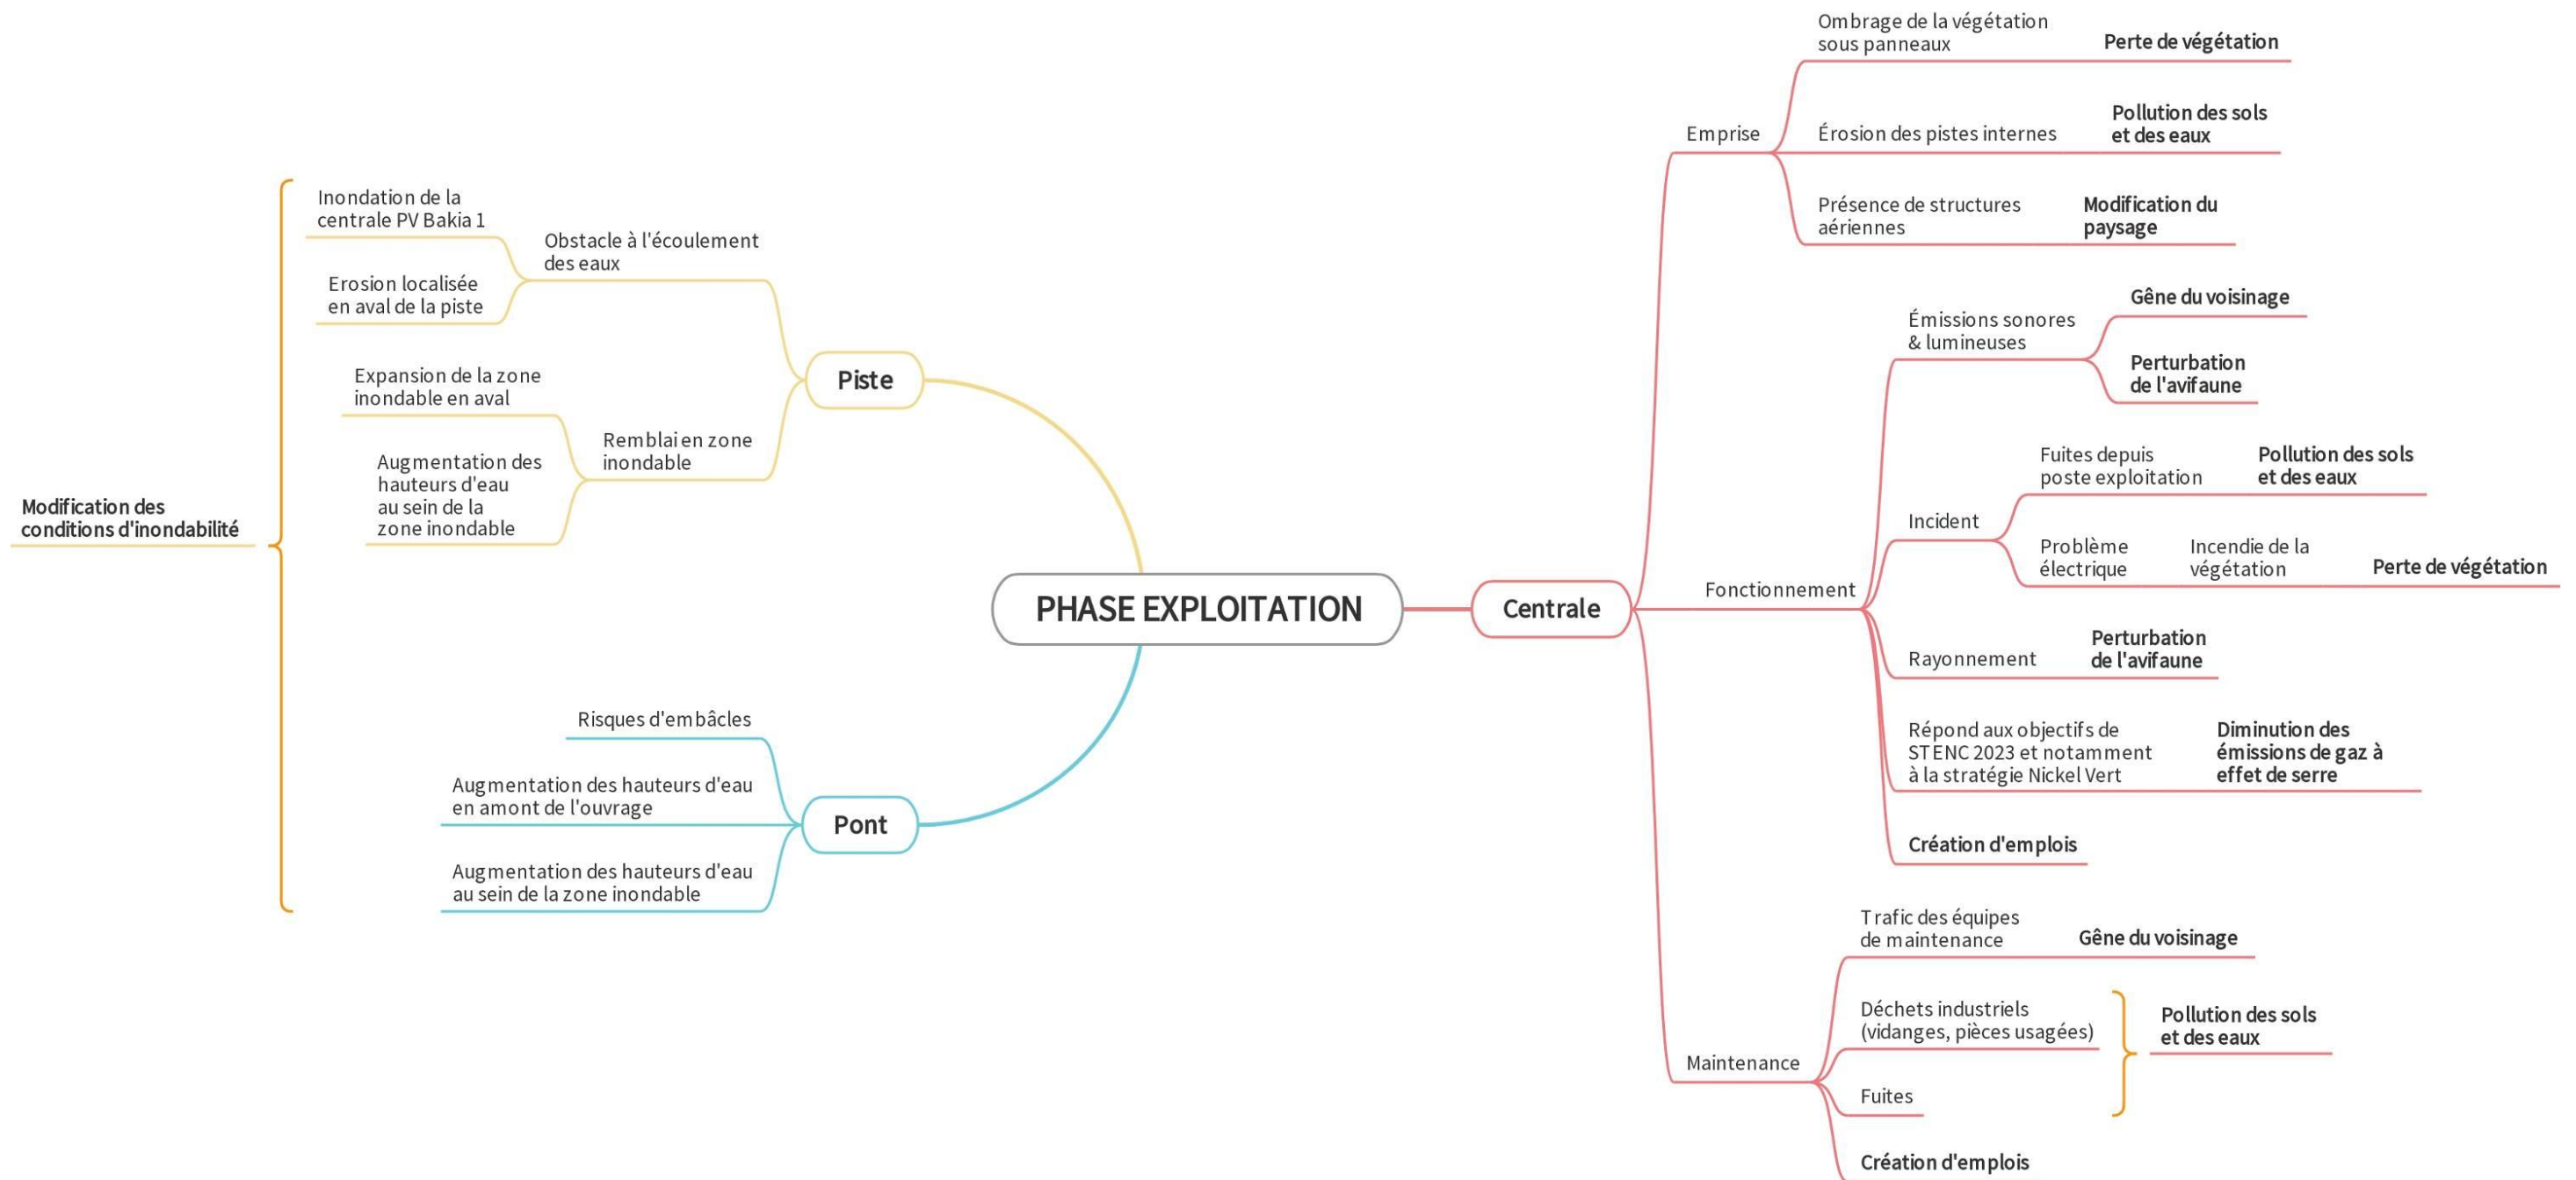 Modification des
conditions d'inondabilité
Inondation de la
centrale PV Bakia 1
Erosion localisée
en aval de la piste
Obstacle à l'écoulement
des eaux
Expansion de la zone
inondable en aval
Augmentation des
hauteurs d'eau
au sein de la
zone inondable
Remblai en zone
inondable
Piste
Risques d'embâcles
Augmentation des hauteurs d'eau
en amont de l'ouvrage
Augmentation des hauteurs d'eau
au sein de la zone inondable
Pont
PHASE EXPLOITATION
Centrale
Emprise
Ombrage de la végétation
sous panneaux
Perte de végétation
Érosion des pistes internes
Pollution des sols
et des eaux
Présence de structures
aériennes
Modification du
paysage
Fonctionnement
Émissions sonores
& lumineuses
Gêne du voisinage
Perturbation
de l'avifaune
Incident
Fuites depuis
poste exploitation
Pollution des sols
et des eaux
Problème
électrique
Incendie de la
végétation
Perte de végétation
Rayonnement
Perturbation
de l'avifaune
Répond aux objectifs de
STENC 2023 et notamment
à la stratégie Nickel Vert
Diminution des
émissions de gaz à
effet de serre
Création d'emplois
Maintenance
Trafic des équipes
de maintenance
Gêne du voisinage
Déchets industriels
(vidanges, pièces usagées)
Fuites
Pollution des sols
et des eaux
Création d'emplois